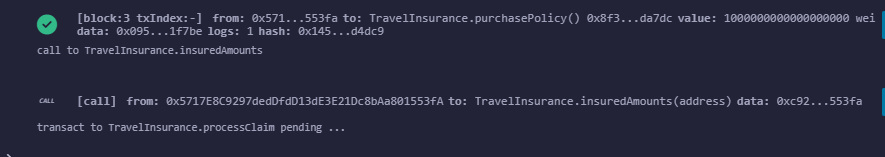 [block:3 txIndex:-] from: 0x571...553fa to: TravelInsurance.purchasePolicy() 0x8f3...da7dc value: 1000000000000000000 wei
data: 0x095...1f7be logs: 1 hash: 0x145...d4dc9
call to TravelInsurance.insuredAmounts
CALL [call] from: 0x5717E8C9297dedDfdD13dE3E21Dc8bAa801553fA to: TravelInsurance.insuredAmounts(address) data: 0xc92...553fa
transact to TravelInsurance.processClaim pending ...